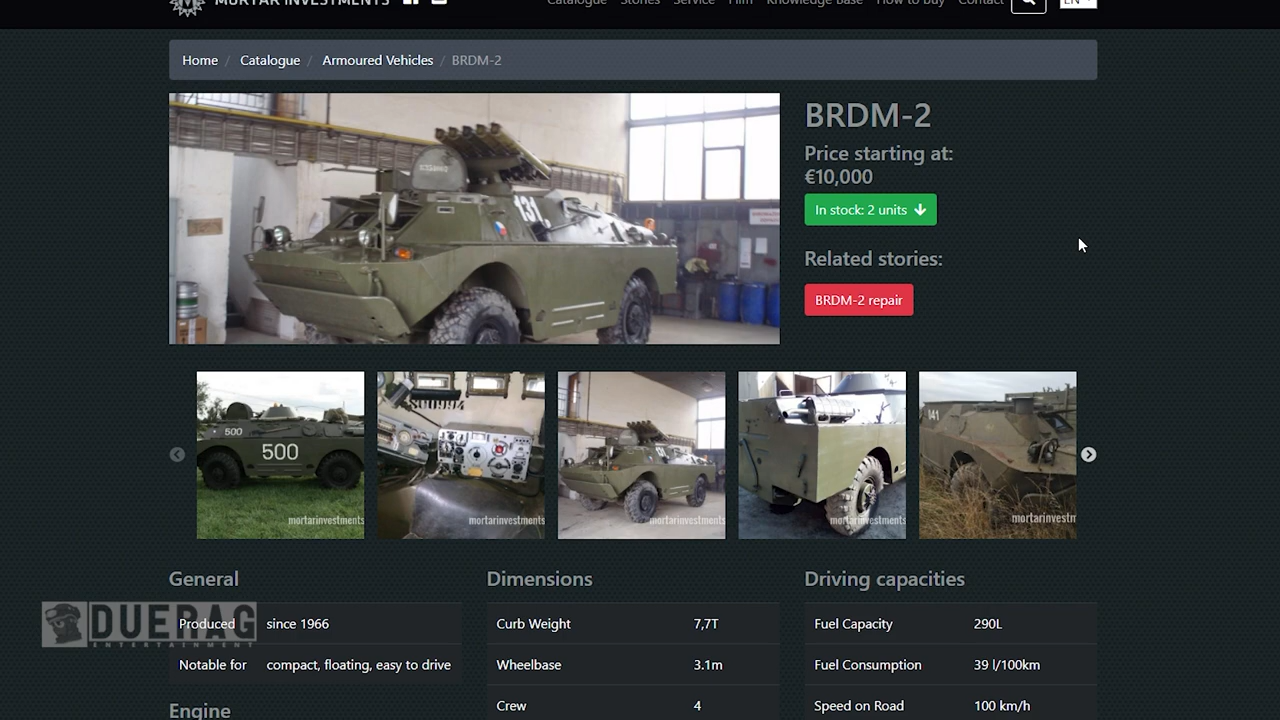 MORTAR INVESTMENTS
Catalogue Stories Service Film Knowledge Base How to buy Contact EN
Home / Catalogue / Armoured Vehicles / BRDM-2
131
BRDM-2
Price starting at:
€10,000
In stock: 2 units
Related stories:
BRDM-2 repair
500
500
141
mortarinvestments
mortarinvestments
mortarinvestments
mortarinvestments
mortarinvestm
General
Dimensions
Driving capacities
DUERAG
ENTERTAINMENT
Produced since 1966
Curb Weight 7,7T
Fuel Capacity 290L
Notable for compact, floating, easy to drive
Wheelbase 3.1m
Fuel Consumption 39 l/100km
Engine
Crew 4
Speed on Road 100 km/h